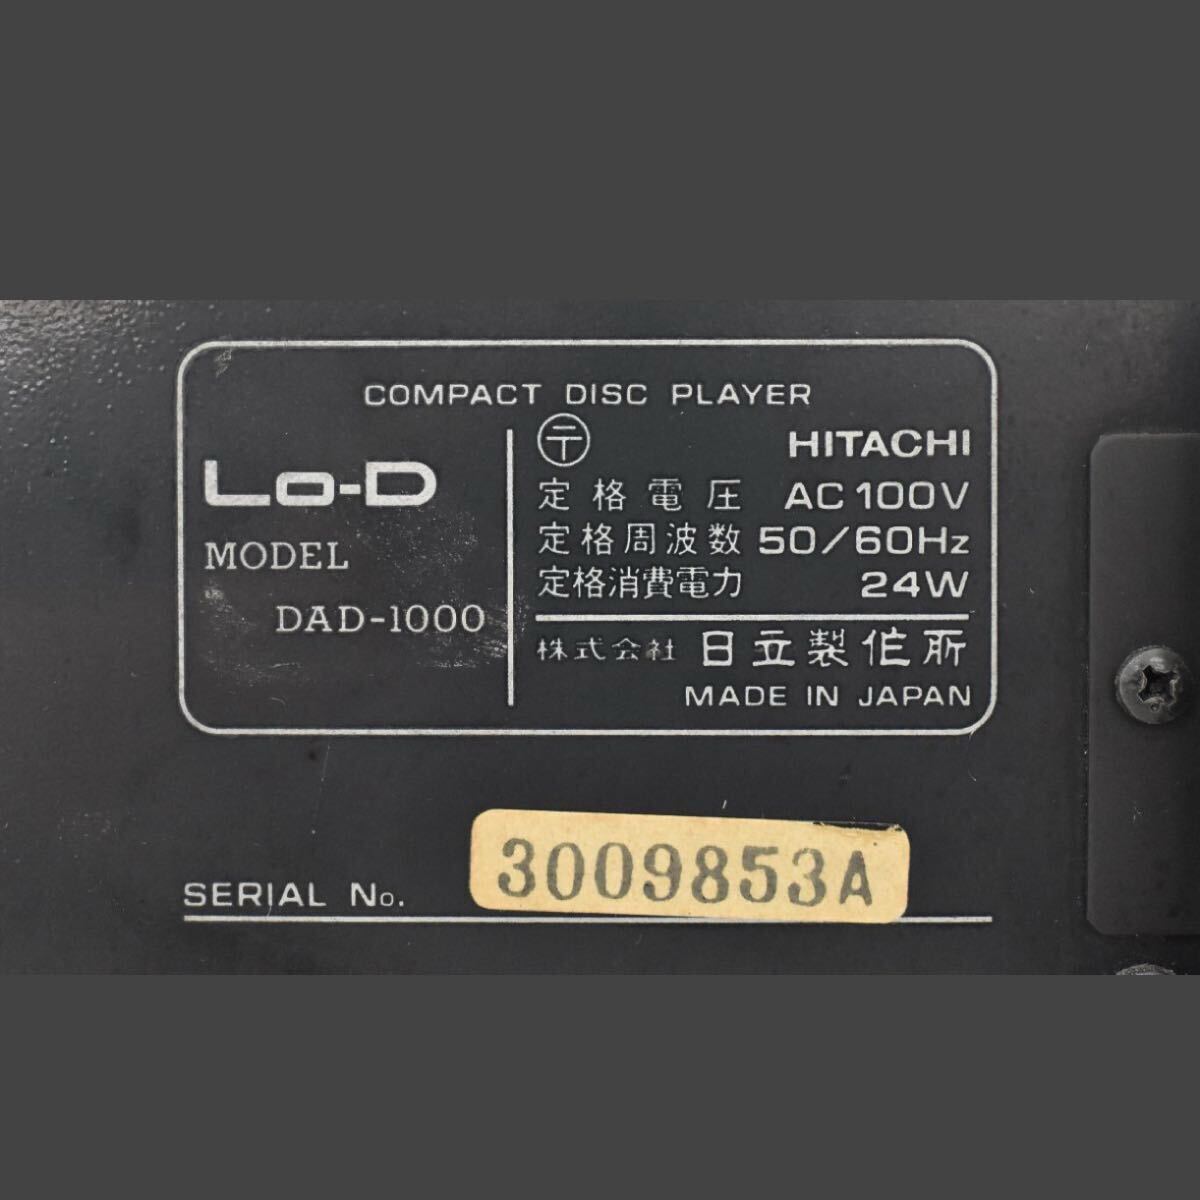 COMPACT DISC PLAYER
Lo-D
MODEL
DAD-1000
〶 HITACHI
定格電圧 AC100V
定格周波数 50/60Hz
定格消費電力 24W
株式会社 日立製作所
MADE IN JAPAN
SERIAL No. 3009853A